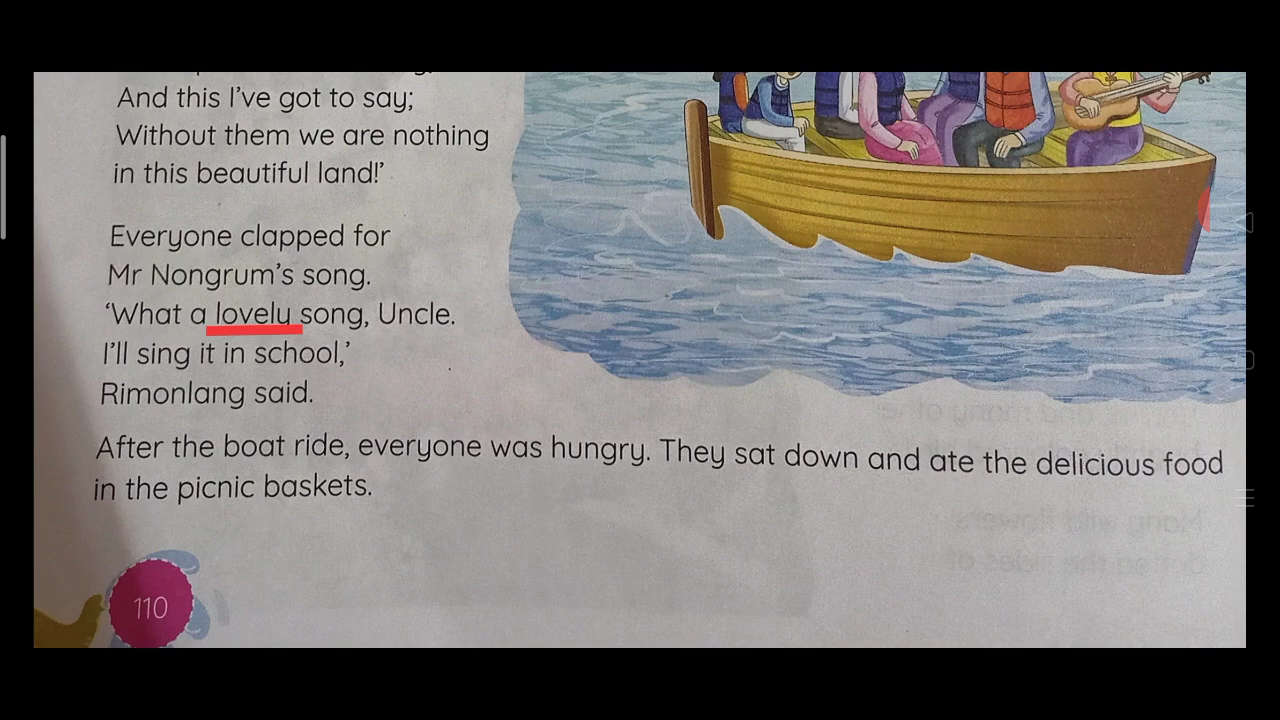 And this I've got to say;
Without them we are nothing
in this beautiful land!'
Everyone clapped for
Mr Nongrum's song.
'What a lovely song, Uncle.
I'll sing it in school,'
Rimonlang said.
After the boat ride, everyone was hungry. They sat down and ate the delicious food
in the picnic baskets.
110